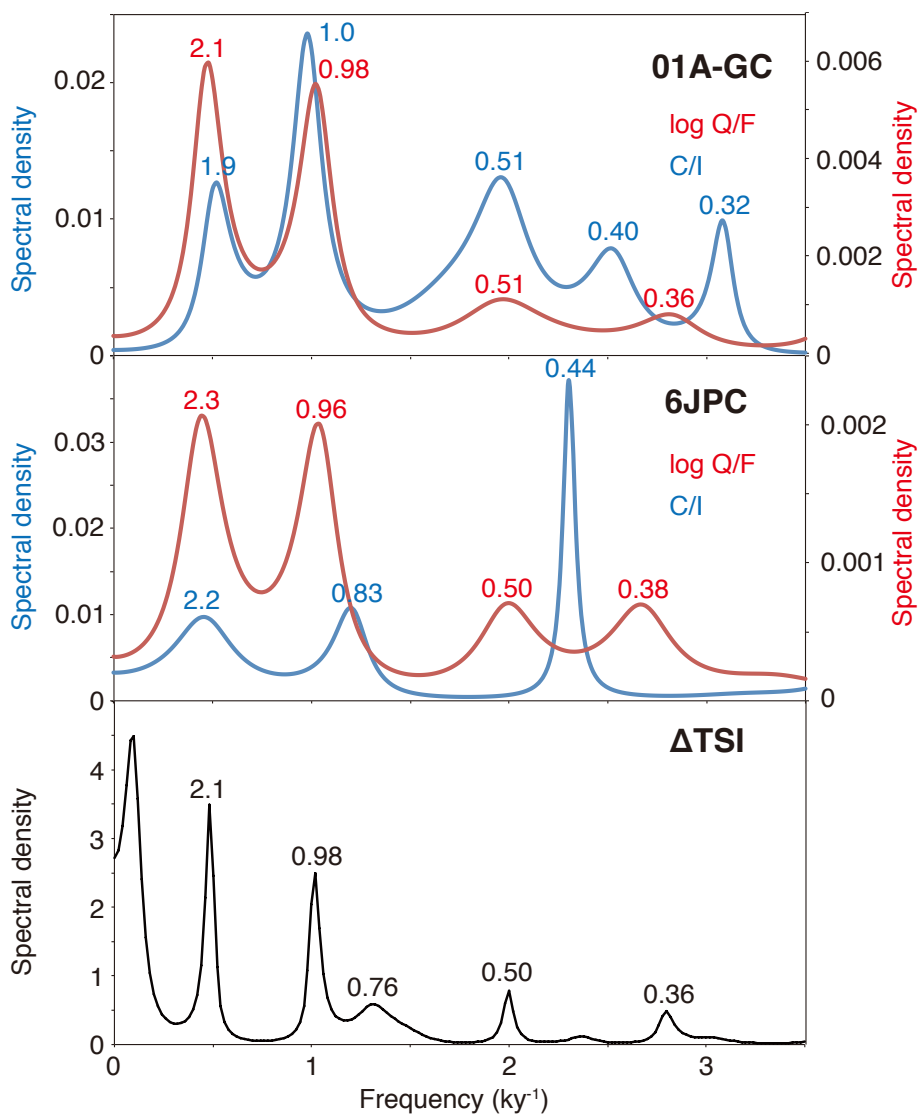 2.1
1.0
0.98
01A-GC
log Q/F
C/I
1.9
0.51
0.40
0.32
0.51
0.36
0.02
0.01
0
Spectral density
0.006
0.004
0.002
0
Spectral density
2.3
0.96
0.44
6JPC
log Q/F
C/I
2.2
0.83
0.50
0.38
0.03
0.02
0.01
0
Spectral density
0.002
0.001
0
Spectral density
ΔTSI
2.1
0.98
0.76
0.50
0.36
4
3
2
1
0
Spectral density
0 1 2 3
Frequency (ky⁻¹)